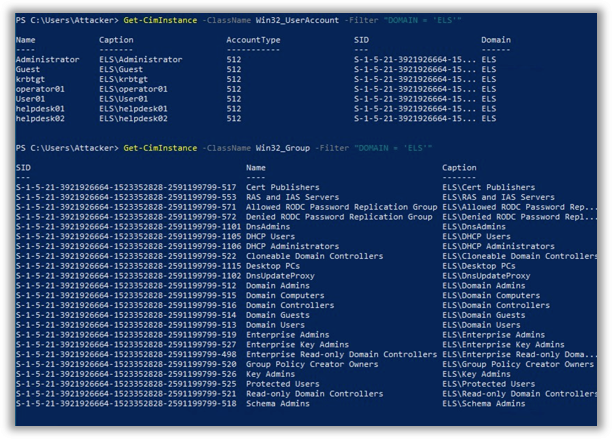 PS C:\Users\Attacker> Get-CimInstance -ClassName Win32_UserAccount -Filter "DOMAIN = 'ELS'"
Name Caption AccountType SID Domain
---- ------- ----------- --- ------
Administrator ELS\Administrator 512 S-1-5-21-3921926664-15... ELS
Guest ELS\Guest 512 S-1-5-21-3921926664-15... ELS
krbtgt ELS\krbtgt 512 S-1-5-21-3921926664-15... ELS
operator01 ELS\operator01 512 S-1-5-21-3921926664-15... ELS
User01 ELS\User01 512 S-1-5-21-3921926664-15... ELS
helpdesk01 ELS\helpdesk01 512 S-1-5-21-3921926664-15... ELS
helpdesk02 ELS\helpdesk02 512 S-1-5-21-3921926664-15... ELS
PS C:\Users\Attacker> Get-CimInstance -ClassName Win32_Group -Filter "DOMAIN = 'ELS'"
SID Name Caption
--- ---- -------
S-1-5-21-3921926664-1523352828-2591199799-517 Cert Publishers ELS\Cert Publishers
S-1-5-21-3921926664-1523352828-2591199799-553 RAS and IAS Servers ELS\RAS and IAS Servers
S-1-5-21-3921926664-1523352828-2591199799-571 Allowed RODC Password Replication Group ELS\Allowed RODC Password Rep...
S-1-5-21-3921926664-1523352828-2591199799-572 Denied RODC Password Replication Group ELS\Denied RODC Password Repl...
S-1-5-21-3921926664-1523352828-2591199799-1101 DnsAdmins ELS\DnsAdmins
S-1-5-21-3921926664-1523352828-2591199799-1105 DHCP Users ELS\DHCP Users
S-1-5-21-3921926664-1523352828-2591199799-1106 DHCP Administrators ELS\DHCP Administrators
S-1-5-21-3921926664-1523352828-2591199799-522 Cloneable Domain Controllers ELS\Cloneable Domain Controllers
S-1-5-21-3921926664-1523352828-2591199799-1115 Desktop PCs ELS\Desktop PCs
S-1-5-21-3921926664-1523352828-2591199799-1102 DnsUpdateProxy ELS\DnsUpdateProxy
S-1-5-21-3921926664-1523352828-2591199799-512 Domain Admins ELS\Domain Admins
S-1-5-21-3921926664-1523352828-2591199799-515 Domain Computers ELS\Domain Computers
S-1-5-21-3921926664-1523352828-2591199799-516 Domain Controllers ELS\Domain Controllers
S-1-5-21-3921926664-1523352828-2591199799-514 Domain Guests ELS\Domain Guests
S-1-5-21-3921926664-1523352828-2591199799-513 Domain Users ELS\Domain Users
S-1-5-21-3921926664-1523352828-2591199799-519 Enterprise Admins ELS\Enterprise Admins
S-1-5-21-3921926664-1523352828-2591199799-527 Enterprise Key Admins ELS\Enterprise Key Admins
S-1-5-21-3921926664-1523352828-2591199799-498 Enterprise Read-only Domain Controllers ELS\Enterprise Read-only Doma...
S-1-5-21-3921926664-1523352828-2591199799-520 Group Policy Creator Owners ELS\Group Policy Creator Owners
S-1-5-21-3921926664-1523352828-2591199799-526 Key Admins ELS\Key Admins
S-1-5-21-3921926664-1523352828-2591199799-525 Protected Users ELS\Protected Users
S-1-5-21-3921926664-1523352828-2591199799-521 Read-only Domain Controllers ELS\Read-only Domain Controllers
S-1-5-21-3921926664-1523352828-2591199799-518 Schema Admins ELS\Schema Admins